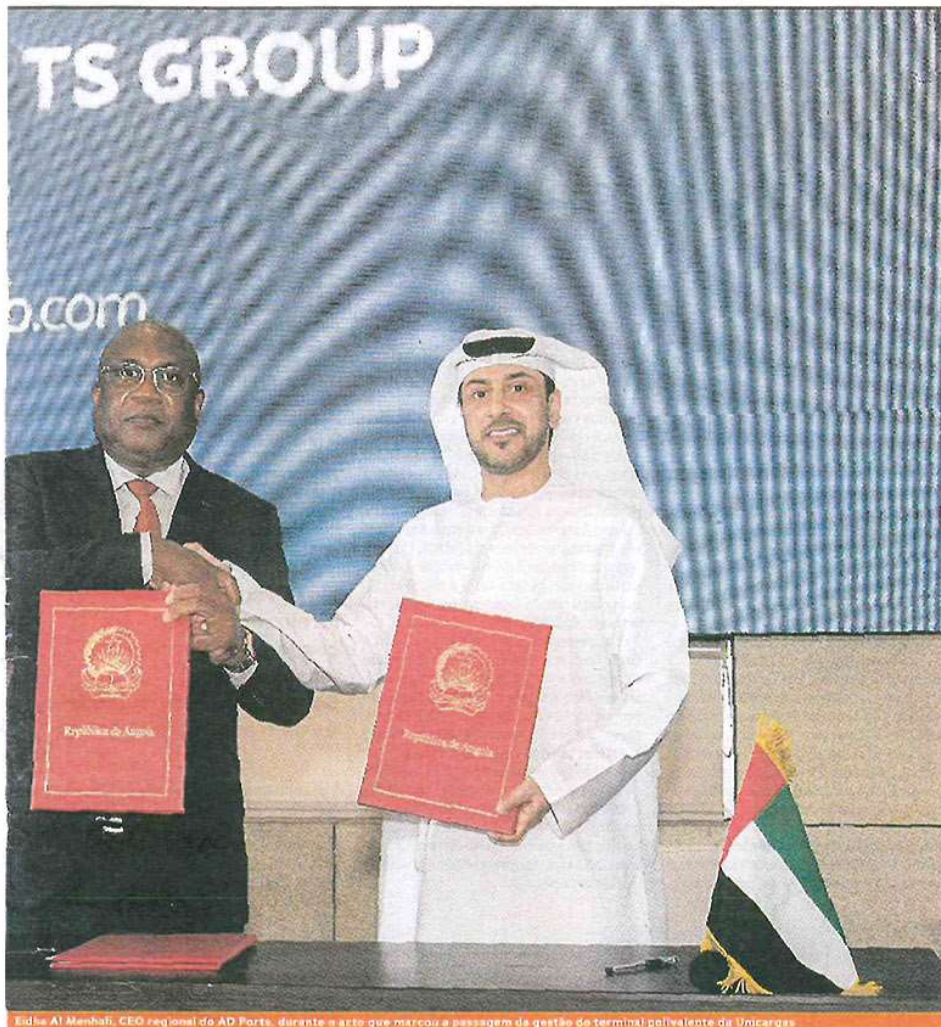 TS GROUP
o.com
República de Angola
República de Angola
Eidha Al Menhali, CEO regional do AD Ports, durante o acto que marcou a passagem da gestão do terminal polivalente da Unicargas